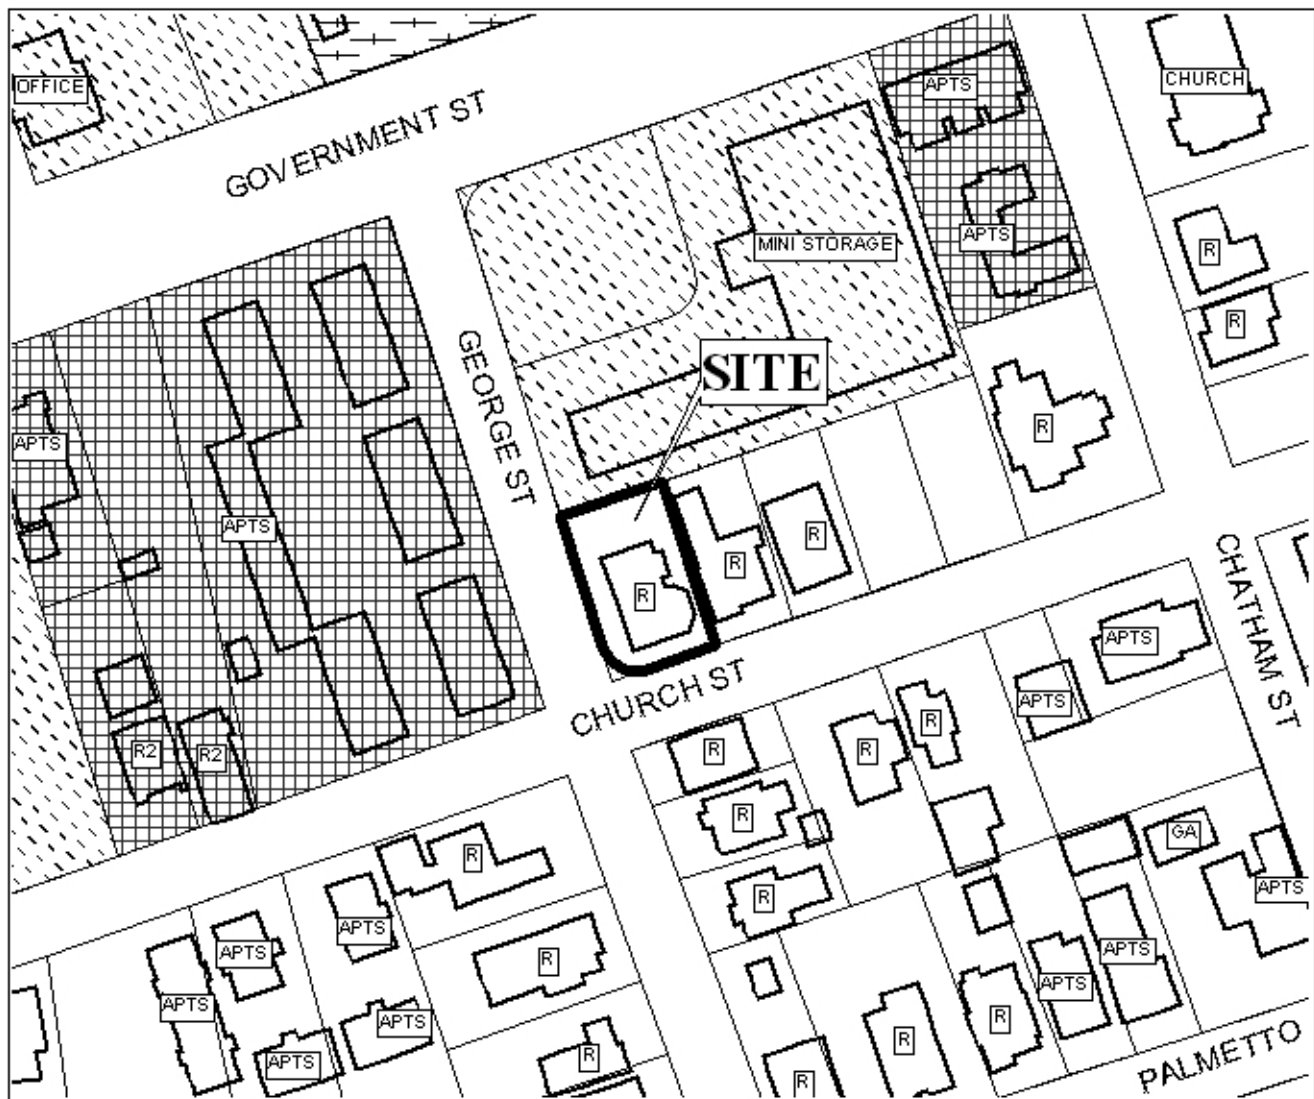 OFFICE
GOVERNMENT ST
APTS
CHURCH
MINI STORAGE
APTS
R
R
GEORGE ST
SITE
APTS
R
APTS
R
R
R
CHATHAM ST
R2
R2
CHURCH ST
APTS
APTS
R
R
R
R
GA
R
APTS
R
APTS
APTS
R
APTS
APTS
APTS
APTS
APTS
R
R
R
R
PALMETTO